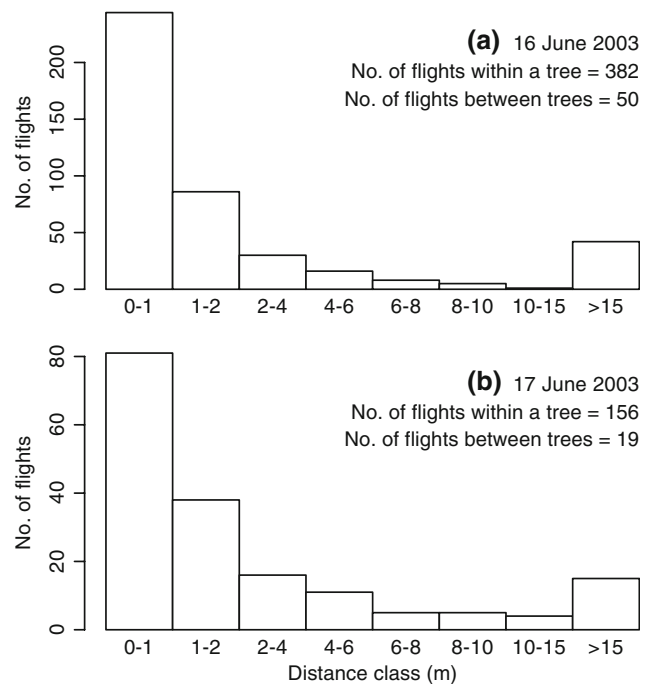 (a) 16 June 2003
No. of flights within a tree = 382
No. of flights between trees = 50
No. of flights
200
150
100
50
0
0-1 1-2 2-4 4-6 6-8 8-10 10-15 >15
(b) 17 June 2003
No. of flights within a tree = 156
No. of flights between trees = 19
No. of flights
80
60
40
20
0
0-1 1-2 2-4 4-6 6-8 8-10 10-15 >15
Distance class (m)